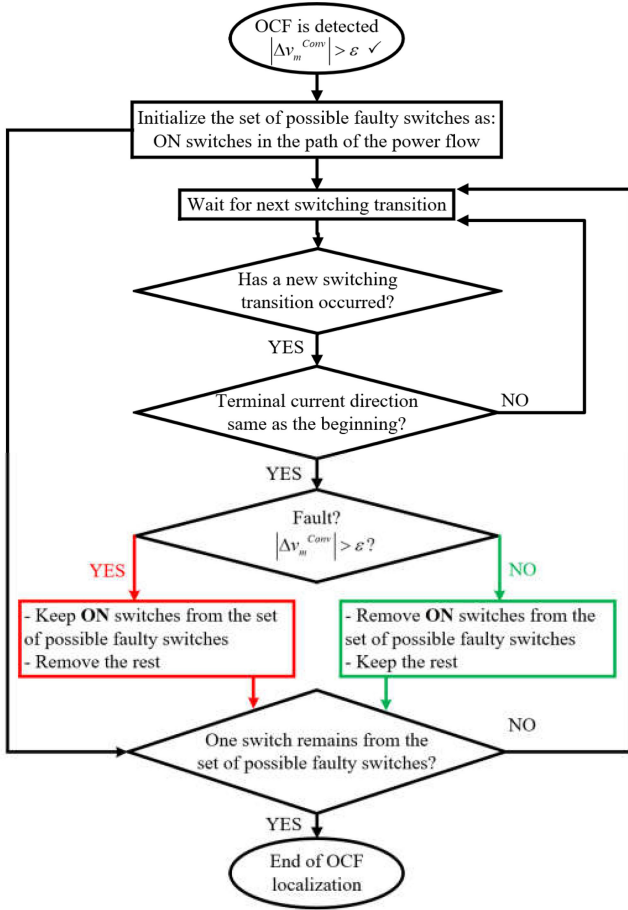 OCF is detected
|Δv_m^Conv| > ε ✓
Initialize the set of possible faulty switches as:
ON switches in the path of the power flow
Wait for next switching transition
Has a new switching
transition occurred?
YES
Terminal current direction
same as the beginning?
NO
YES
Fault?
|Δv_m^Conv| > ε ?
YES
NO
- Keep ON switches from the set
of possible faulty switches
- Remove the rest
- Remove ON switches from the
set of possible faulty switches
- Keep the rest
One switch remains from the
set of possible faulty switches?
NO
YES
End of OCF
localization